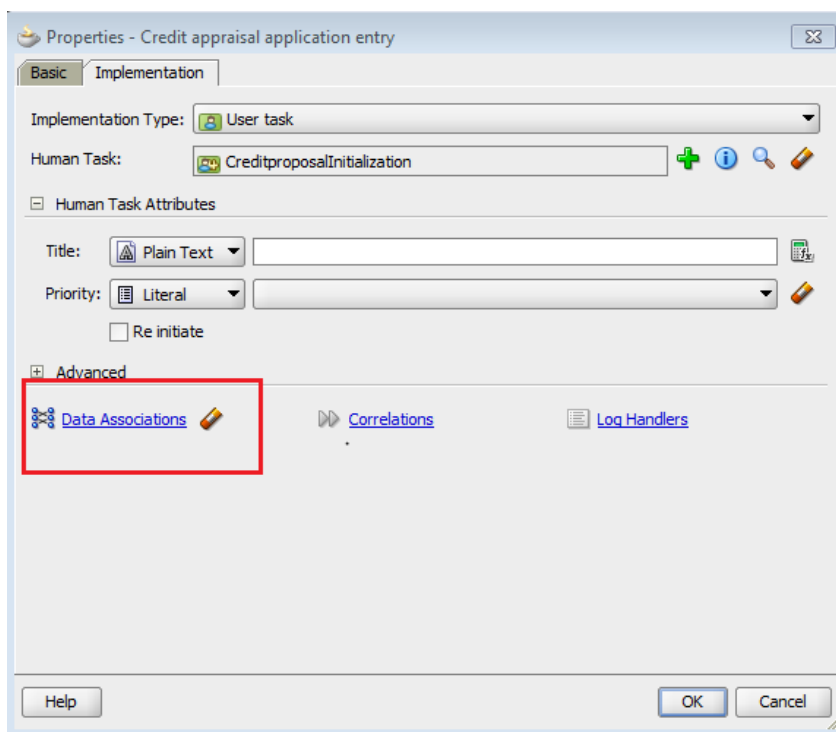 Properties - Credit appraisal application entry
Basic Implementation
Implementation Type: User task
Human Task: CreditproposalInitialization
Human Task Attributes
Title: Plain Text
Priority: Literal
Re initiate
Advanced
Data Associations Correlations Log Handlers
Help OK Cancel